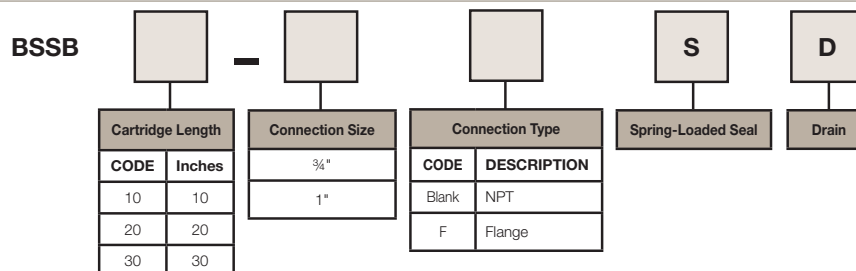 BSSB – S D
Cartridge Length Connection Size Connection Type Spring-Loaded Seal Drain
CODE Inches ¾" CODE DESCRIPTION
10 10 1" Blank NPT
20 20 F Flange
30 30